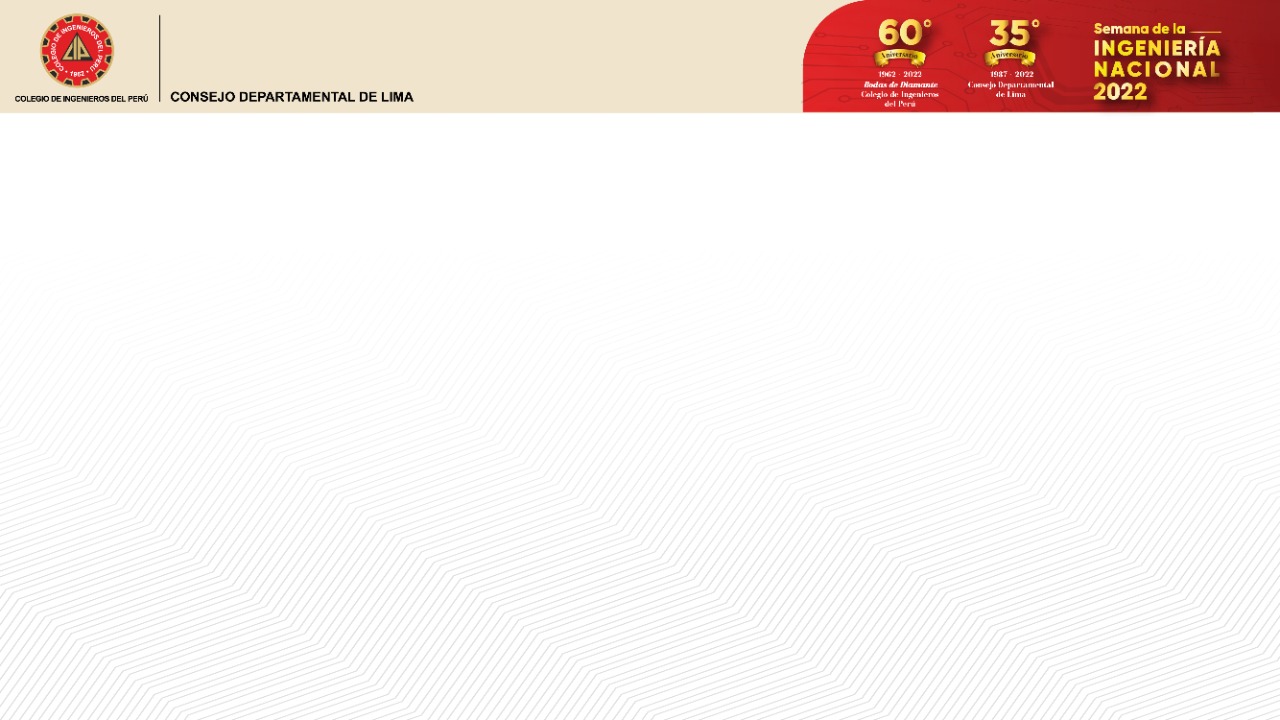 COLEGIO DE INGENIEROS DEL PERÚ
1962
COLEGIO DE INGENIEROS DEL PERÚ
CONSEJO DEPARTAMENTAL DE LIMA
60°
Aniversario
1962 - 2022
Bodas de Diamante
Colegio de Ingenieros
del Perú
35°
Aniversario
1987 - 2022
Consejo Departamental
de Lima
Semana de la
INGENIERÍA
NACIONAL
2022